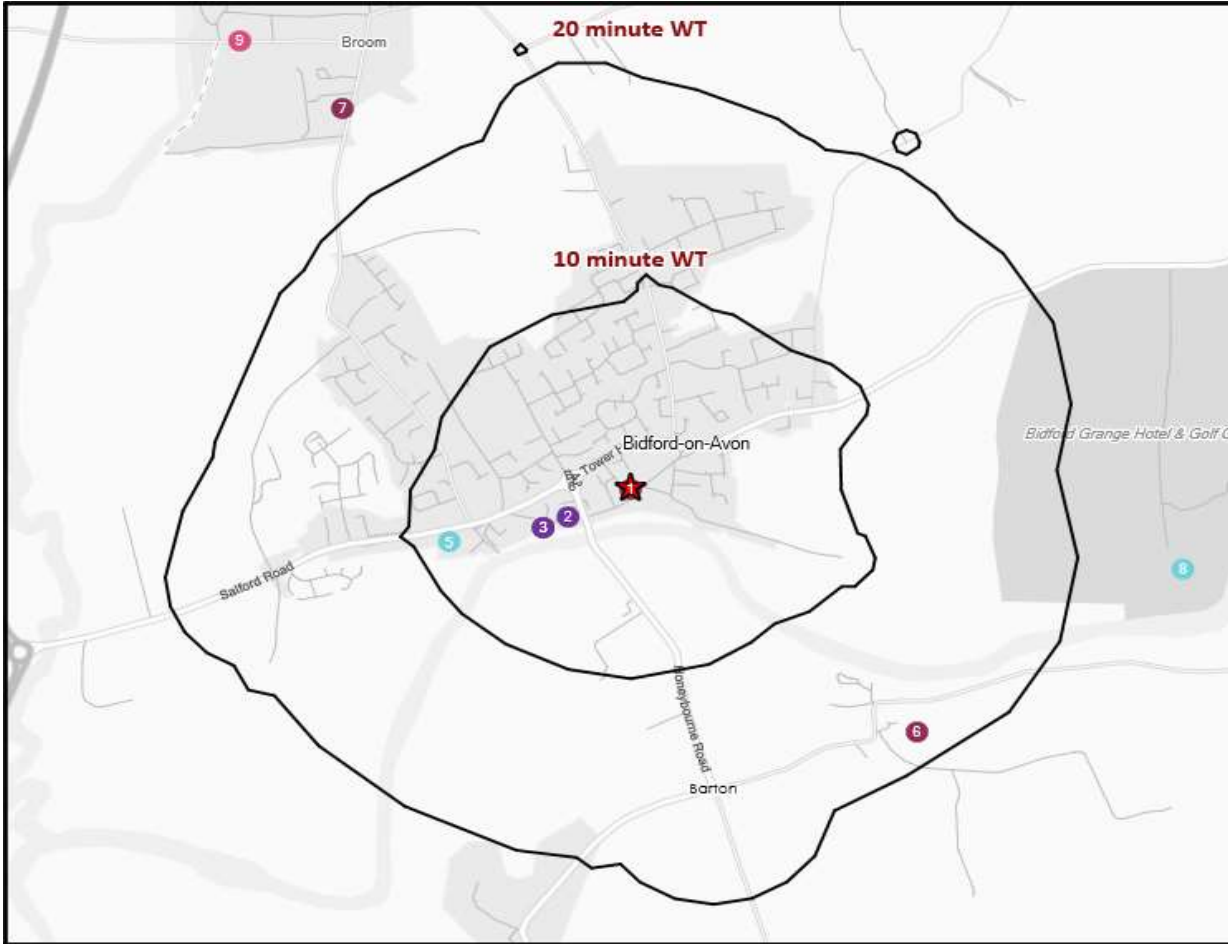 20 minute WT
9
Broom
7
10 minute WT
Bidford-on-Avon
Bidford Grange Hotel & Golf C
Tower
1
2
3
5
Salford Road
8
Honeybourne Road
6
Barton